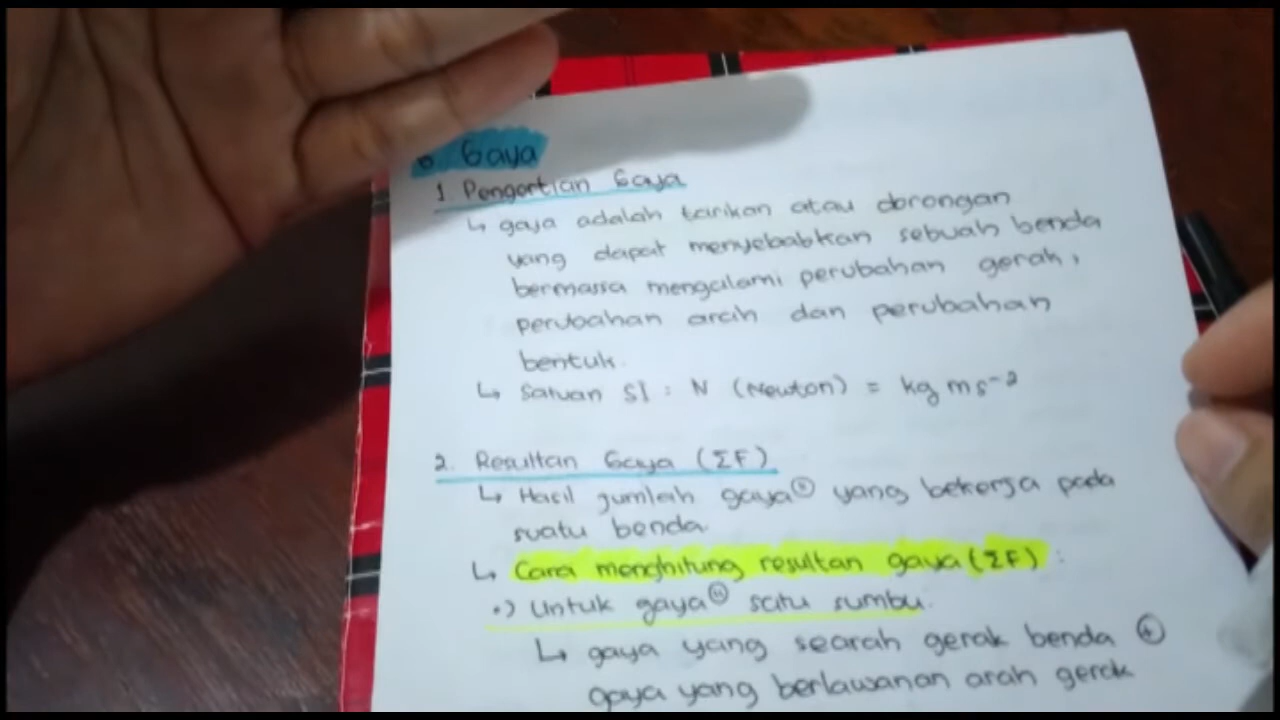 b Gaya
1 Pengertian Gaya
↳ gaya adalah tarikan atau dorongan
yang dapat menyebabkan sebuah benda
bermassa mengalami perubahan gerak,
perubahan arah dan perubahan
bentuk.
↳ Satuan SI : N (Newton) = kg ms⁻²
2. Resultan Gaya (ΣF)
↳ Hasil jumlah gaya yang bekerja pada
suatu benda.
↳ Cara menghitung resultan gaya (ΣF) :
•) Untuk gaya satu sumbu.
↳ gaya yang searah gerak benda ⊕
gaya yang berlawanan arah gerak